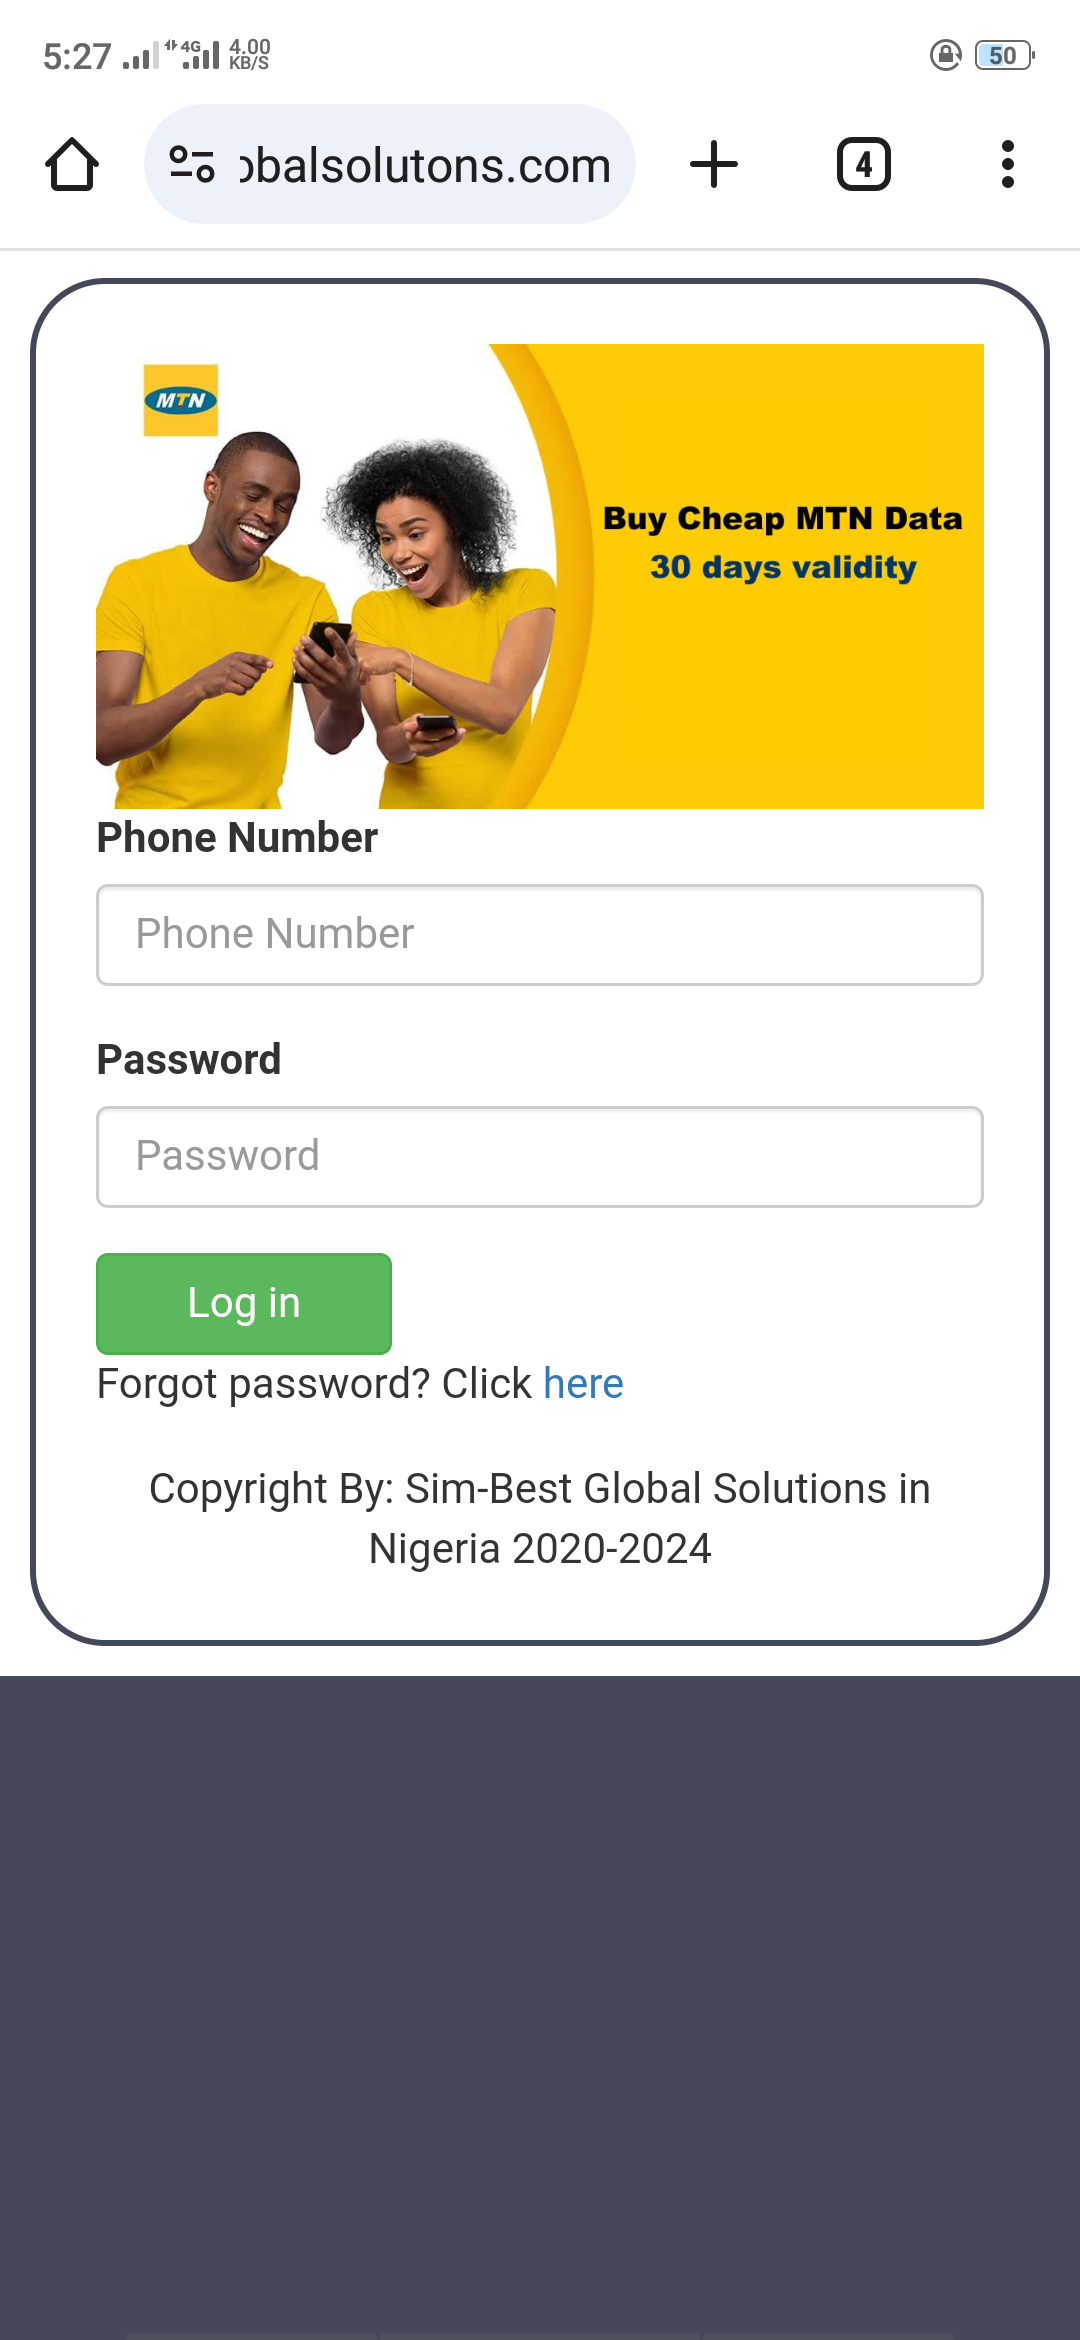 5:27 4G 4.00 KB/S 50
obalsolutons.com 4
MTN
Buy Cheap MTN Data
30 days validity
Phone Number
Phone Number
Password
Password
Log in
Forgot password? Click here
Copyright By: Sim-Best Global Solutions in
Nigeria 2020-2024